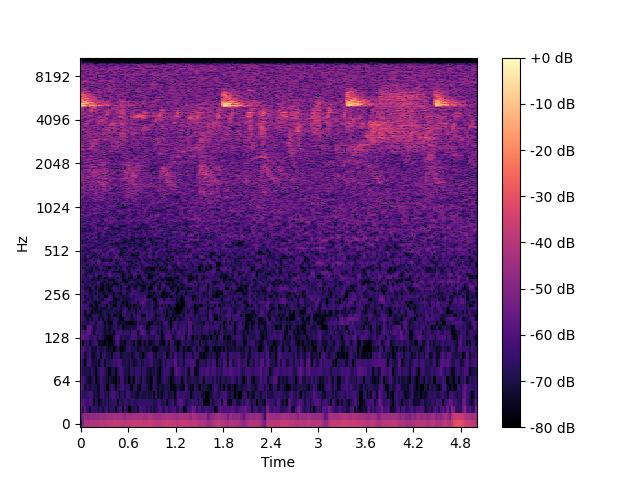 8192
4096
2048
1024
512
256
128
64
0
Hz
0 0.6 1.2 1.8 2.4 3 3.6 4.2 4.8
Time
+0 dB
-10 dB
-20 dB
-30 dB
-40 dB
-50 dB
-60 dB
-70 dB
-80 dB